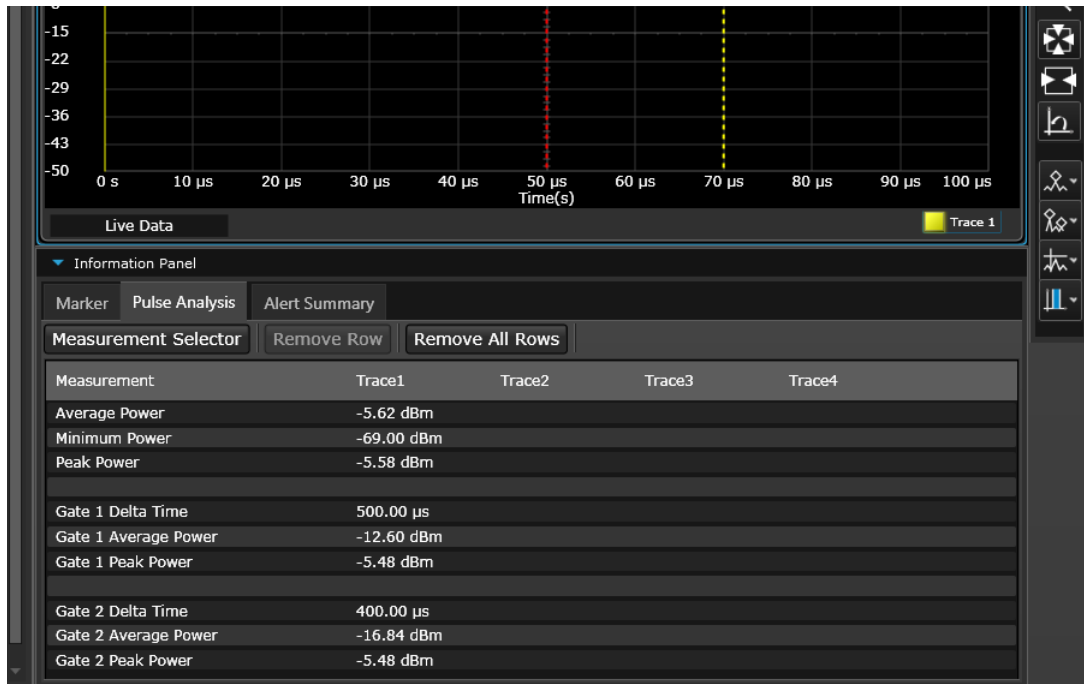 -15
-22
-29
-36
-43
-50
0 s 10 µs 20 µs 30 µs 40 µs 50 µs 60 µs 70 µs 80 µs 90 µs 100 µs
Time(s)
Live Data Trace 1
Information Panel
Marker Pulse Analysis Alert Summary
Measurement Selector Remove Row Remove All Rows
Measurement Trace1 Trace2 Trace3 Trace4
Average Power -5.62 dBm
Minimum Power -69.00 dBm
Peak Power -5.58 dBm
Gate 1 Delta Time 500.00 µs
Gate 1 Average Power -12.60 dBm
Gate 1 Peak Power -5.48 dBm
Gate 2 Delta Time 400.00 µs
Gate 2 Average Power -16.84 dBm
Gate 2 Peak Power -5.48 dBm